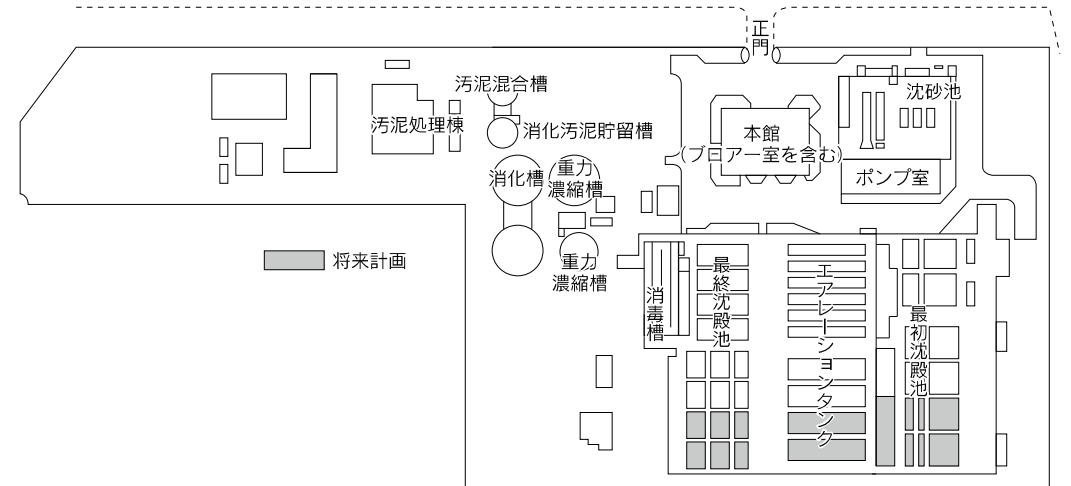 正門
汚泥混合槽
沈砂池
汚泥処理棟
消化汚泥貯留槽
本館
（ブロアー室を含む）
消化槽
重力
濃縮槽
ポンプ室
将来計画
重力
濃縮槽
消毒槽
最終沈殿池
エアレーションタンク
最初沈殿池